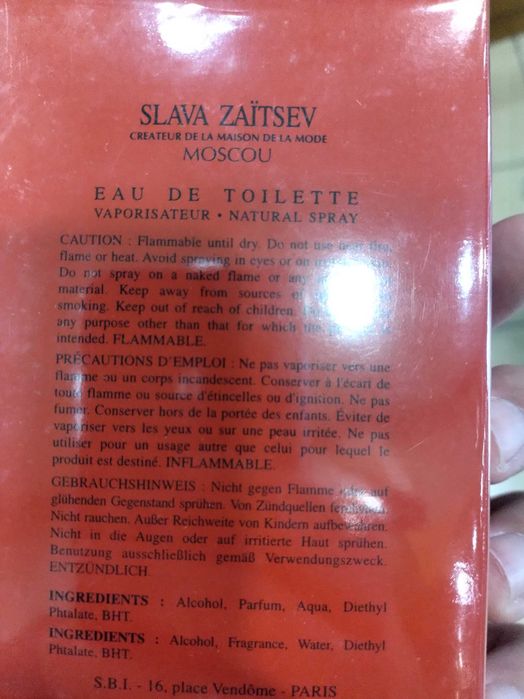 SLAVA ZAÏTSEV
CREATEUR DE LA MAISON DE LA MODE
MOSCOU
EAU DE TOILETTE
VAPORISATEUR • NATURAL SPRAY
CAUTION : Flammable until dry. Do not use near fire,
flame or heat. Avoid spraying in eyes or on
Do not spray on a naked flame or any
material. Keep away from sources of
smoking. Keep out of reach of children.
any purpose other than that for which the
intended. FLAMMABLE.
PRÉCAUTIONS D'EMPLOI : Ne pas vaporiser vers une
flamme ou un corps incandescent. Conserver à l'écart de
toute flamme ou source d'étincelles ou d'ignition. Ne pas
fumer. Conserver hors de la portée des enfants. Éviter de
vaporiser vers les yeux ou sur une peau irritée. Ne pas
utiliser pour un usage autre que celui pour lequel le
produit est destiné. INFLAMMABLE.
GEBRAUCHSHINWEIS : Nicht gegen Flamme oder auf
glühenden Gegenstand sprühen. Von Zündquellen fernhalten.
Nicht rauchen. Außer Reichweite von Kindern aufbewahren.
Nicht in die Augen oder auf irritierte Haut sprühen.
Benutzung ausschließlich gemäß Verwendungszweck.
ENTZÜNDLICH.
INGREDIENTS : Alcohol, Parfum, Aqua, Diethyl
Phtalate, BHT.
INGREDIENTS : Alcohol, Fragrance, Water, Diethyl
Phtalate, BHT.
S.B.I. - 16, place Vendôme - PARIS